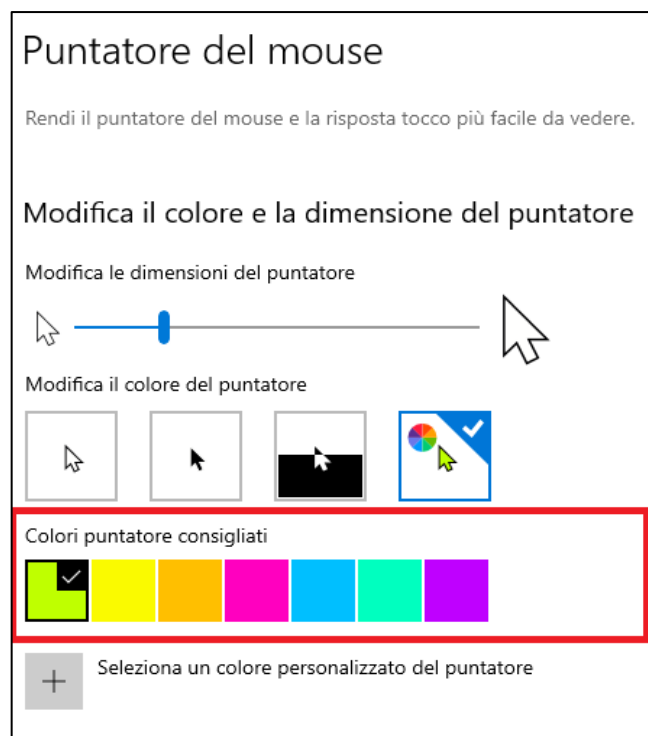 Puntatore del mouse
Rendi il puntatore del mouse e la risposta tocco più facile da vedere.
Modifica il colore e la dimensione del puntatore
Modifica le dimensioni del puntatore
Modifica il colore del puntatore
Colori puntatore consigliati
Seleziona un colore personalizzato del puntatore